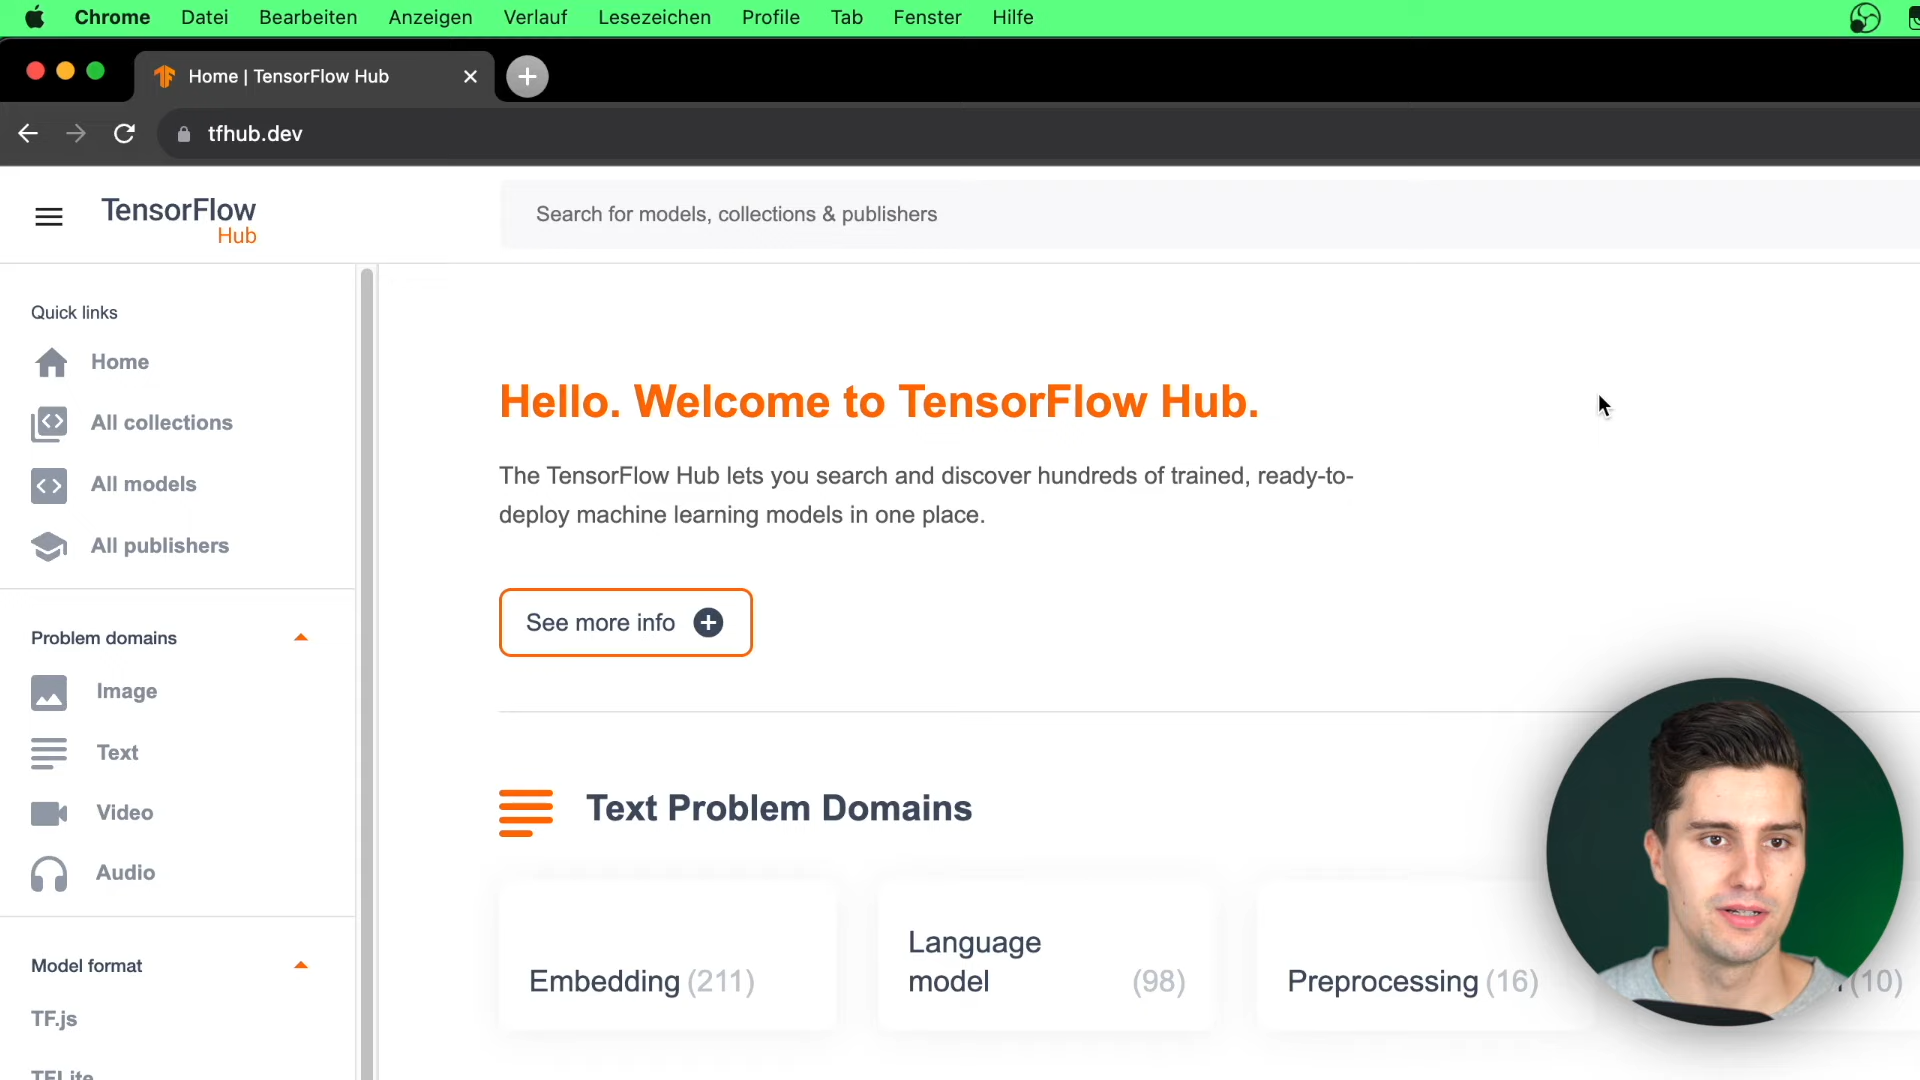 Chrome Datei Bearbeiten Anzeigen Verlauf Lesezeichen Profile Tab Fenster Hilfe
Home | TensorFlow Hub
tfhub.dev
TensorFlow
Hub
Search for models, collections & publishers
Quick links
Home
All collections
All models
All publishers
Problem domains
Image
Text
Video
Audio
Model format
TF.js
TFLite
Hello. Welcome to TensorFlow Hub.
The TensorFlow Hub lets you search and discover hundreds of trained, ready-to-
deploy machine learning models in one place.
See more info
Text Problem Domains
Embedding (211)
Language
model (98)
Preprocessing (16)
(10)